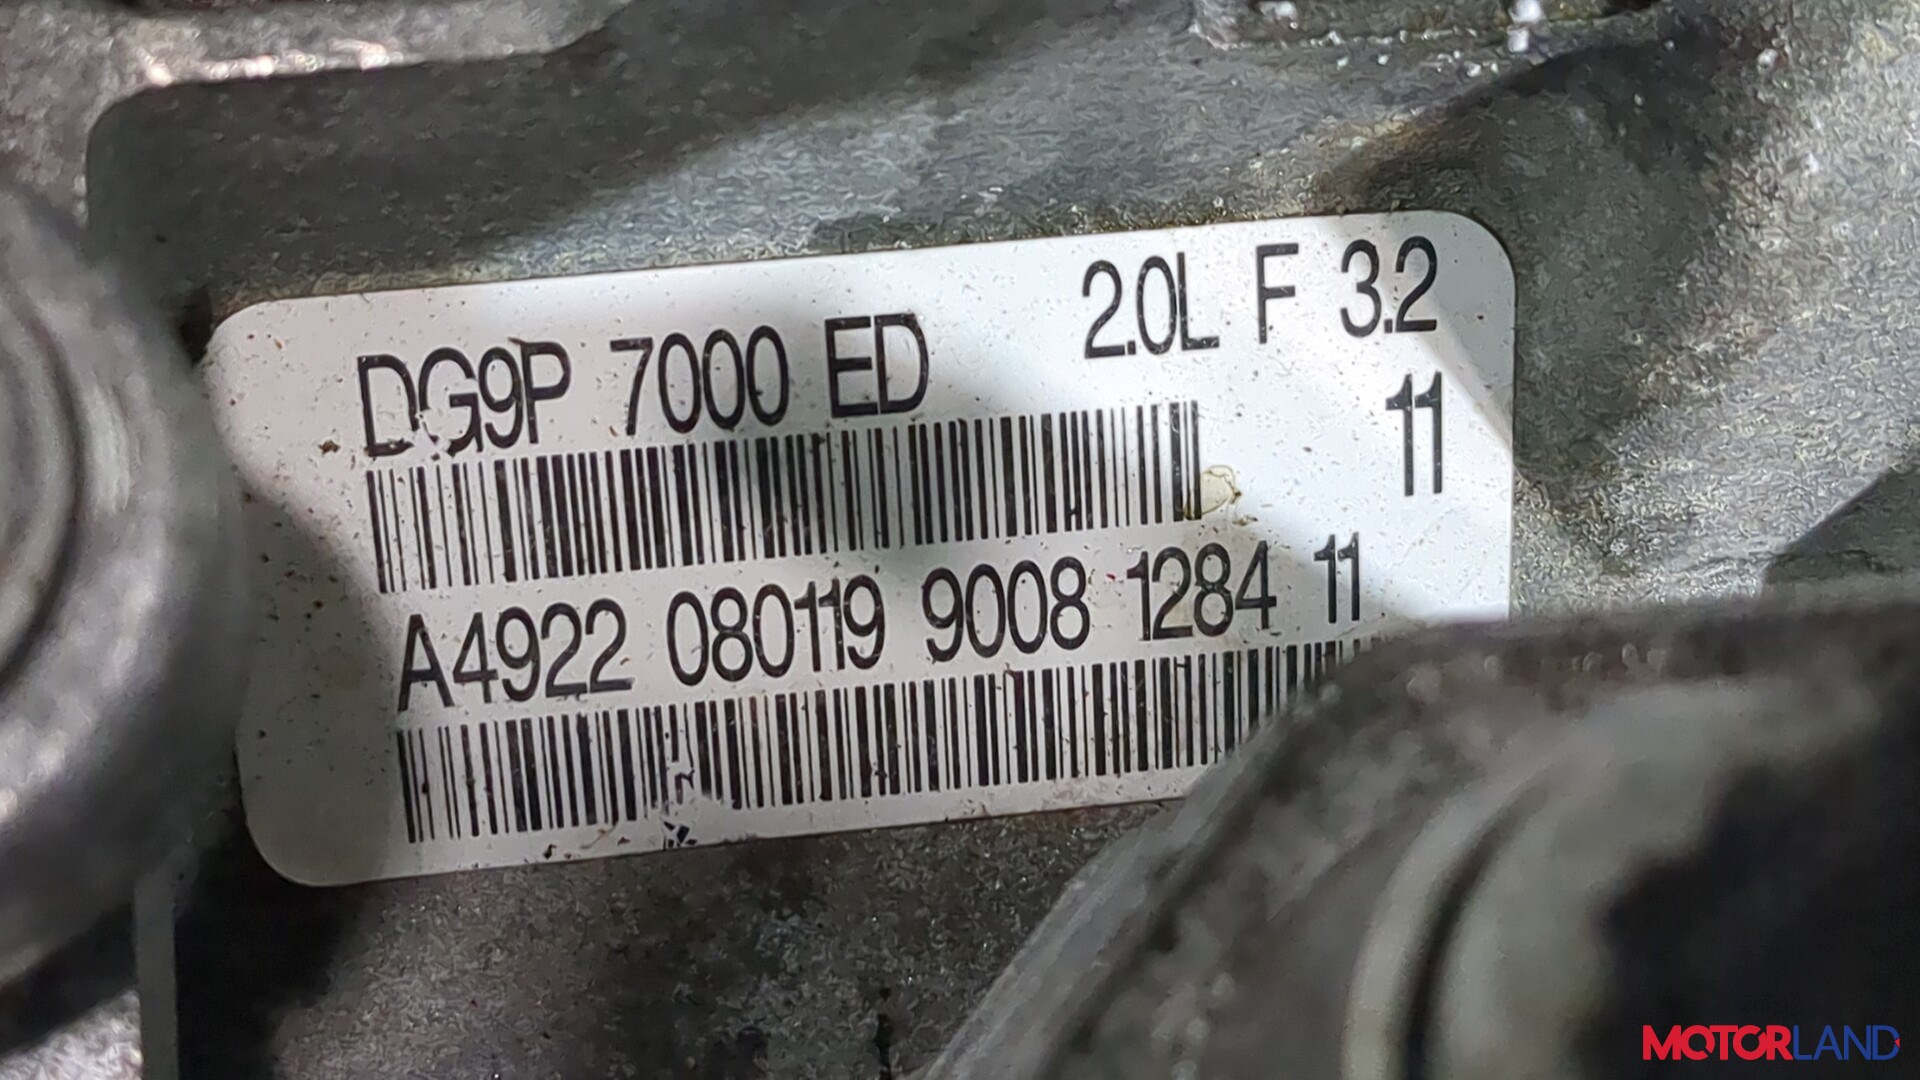 DG9P 7000 ED 2.0L F 3.2
11
A4922 080119 9008 1284 11
MOTORLAND